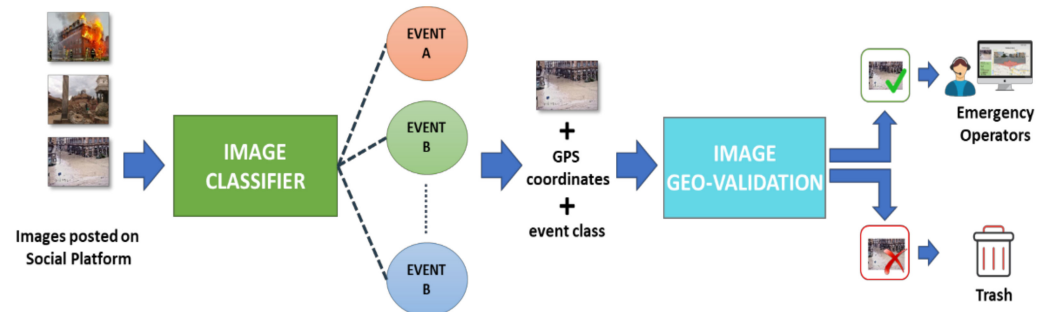 Images posted on
Social Platform
IMAGE
CLASSIFIER
EVENT
A
EVENT
B
EVENT
B
+
GPS
coordinates
+
event class
IMAGE
GEO-VALIDATION
Emergency
Operators
Trash